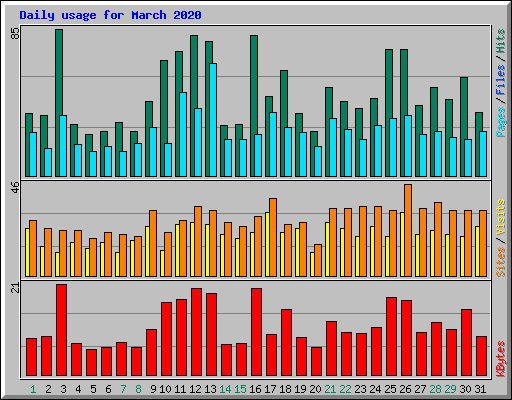 Daily usage for March 2020
85
Pages / Files / Hits
46
Sites / Visits
21
KBytes
1 2 3 4 5 6 7 8 9 10 11 12 13 14 15 16 17 18 19 20 21 22 23 24 25 26 27 28 29 30 31